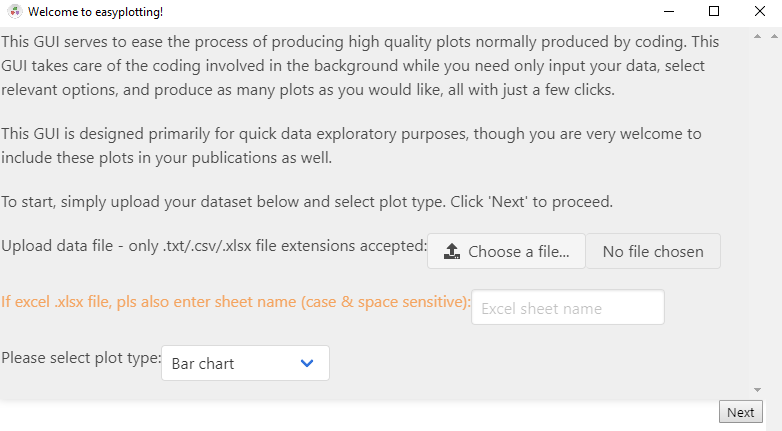 Welcome to easyplotting!
This GUI serves to ease the process of producing high quality plots normally produced by coding. This
GUI takes care of the coding involved in the background while you need only input your data, select
relevant options, and produce as many plots as you would like, all with just a few clicks.
This GUI is designed primarily for quick data exploratory purposes, though you are very welcome to
include these plots in your publications as well.
To start, simply upload your dataset below and select plot type. Click 'Next' to proceed.
Upload data file - only .txt/.csv/.xlsx file extensions accepted: Choose a file... No file chosen
If excel .xlsx file, pls also enter sheet name (case & space sensitive): Excel sheet name
Please select plot type: Bar chart
Next